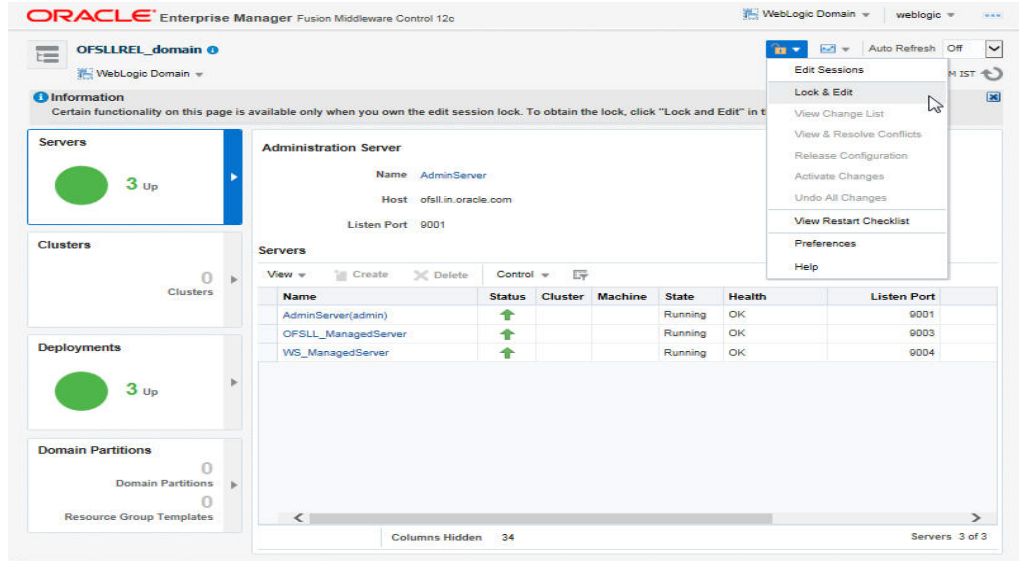 ORACLE Enterprise Manager Fusion Middleware Control 12c
WebLogic Domain
weblogic
OFSLLREL_domain
WebLogic Domain
Auto Refresh Off
M IST
Information
Certain functionality on this page is available only when you own the edit session lock. To obtain the lock, click "Lock and Edit" in t
Edit Sessions
Lock & Edit
View Change List
View & Resolve Conflicts
Release Configuration
Activate Changes
Undo All Changes
View Restart Checklist
Preferences
Help
Servers
3 Up
Clusters
0
Clusters
Deployments
3 Up
Domain Partitions
0
Domain Partitions
0
Resource Group Templates
Administration Server
Name AdminServer
Host ofsll.in.oracle.com
Listen Port 9001
Servers
View Create Delete Control
Name Status Cluster Machine State Health Listen Port
AdminServer(admin) Running OK 9001
OFSLL_ManagedServer Running OK 9003
WS_ManagedServer Running OK 9004
Columns Hidden 34
Servers 3 of 3